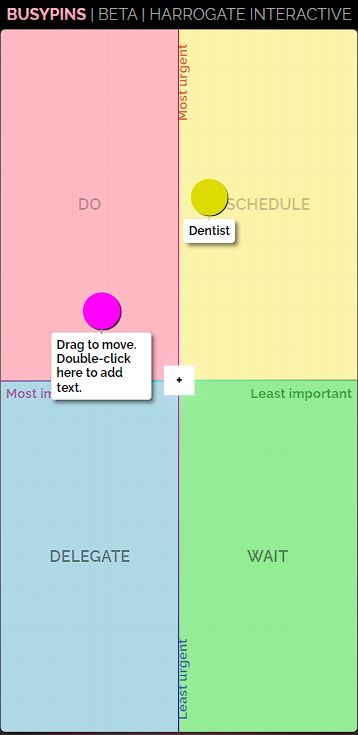 BUSYPINS | BETA | HARROGATE INTERACTIVE
Most urgent
DO
SCHEDULE
Dentist
Drag to move.
Double-click
here to add
text.
+
Most im
Least important
DELEGATE
WAIT
Least urgent